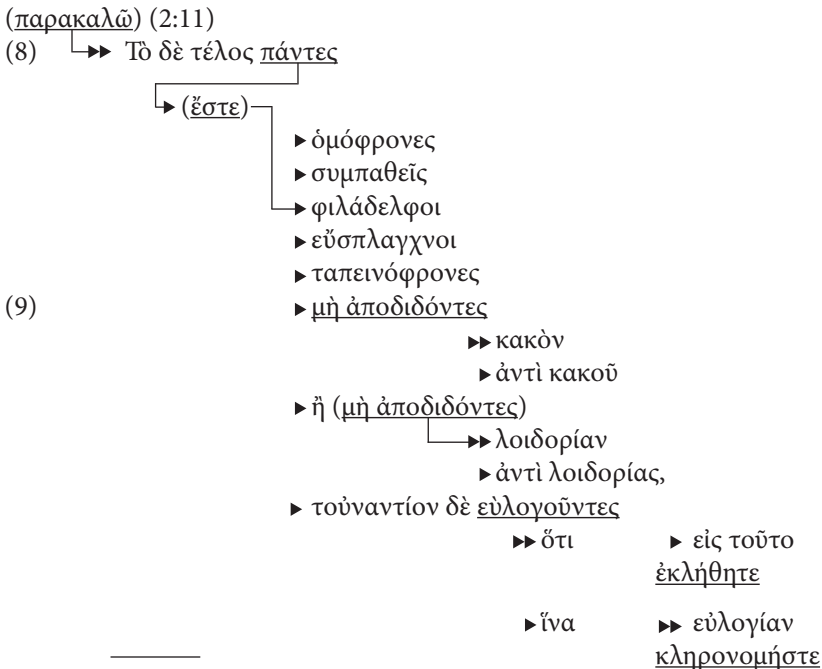 (παρακαλῶ) (2:11)
(8) Τὸ δὲ τέλος πάντες
(ἔστε)
ὁμόφρονες
συμπαθεῖς
φιλάδελφοι
εὔσπλαγχνοι
ταπεινόφρονες
(9) μὴ ἀποδιδόντες
κακὸν
ἀντὶ κακοῦ
ἢ (μὴ ἀποδιδόντες)
λοιδορίαν
ἀντὶ λοιδορίας,
τοὐναντίον δὲ εὐλογοῦντες
ὅτι εἰς τοῦτο
ἐκλήθητε
ἵνα εὐλογίαν
κληρονομήστε